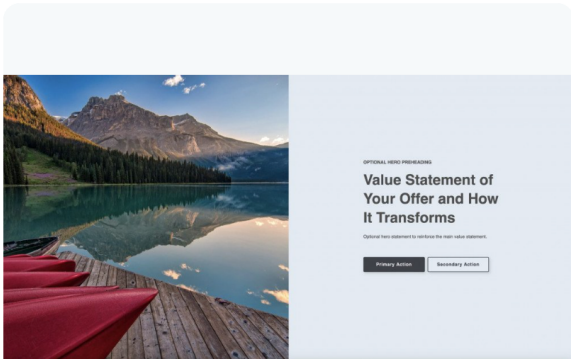 OPTIONAL HERO PREHEADING
Value Statement of
Your Offer and How
It Transforms
Optional hero statement to reinforce the main value statement.
Primary Action
Secondary Action